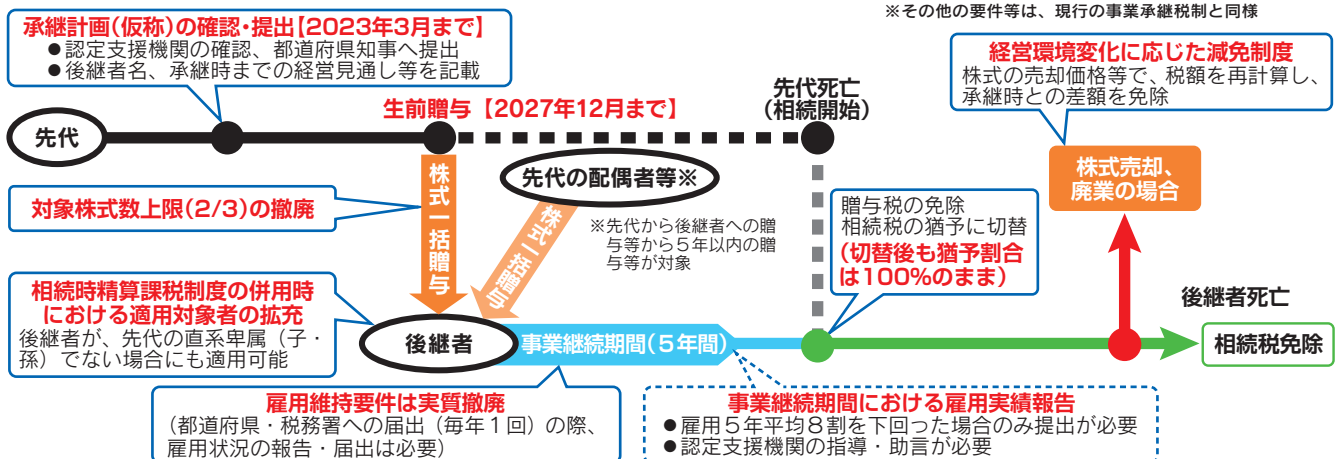 ※その他の要件等は、現行の事業承継税制と同様
承継計画(仮称)の確認・提出【2023年3月まで】
●認定支援機関の確認、都道府県知事へ提出
●後継者名、承継時までの経営見通し等を記載
経営環境変化に応じた減免制度
株式の売却価格等で、税額を再計算し、
承継時との差額を免除
先代
生前贈与【2027年12月まで】
先代死亡
(相続開始)
株式売却、
廃業の場合
対象株式数上限(2/3)の撤廃
株式一括贈与
先代の配偶者等※
株式一括贈与
※先代から後継者への贈
与等から5年以内の贈
与等が対象
贈与税の免除
相続税の猶予に切替
(切替後も猶予割合
は100%のまま)
相続時精算課税制度の併用時
における適用対象者の拡充
後継者が、先代の直系卑属(子・
孫)でない場合にも適用可能
後継者
事業継続期間(5年間)
後継者死亡
相続税免除
雇用維持要件は実質撤廃
(都道府県・税務署への届出(毎年1回)の際、
雇用状況の報告・届出は必要)
事業継続期間における雇用実績報告
●雇用5年平均8割を下回った場合のみ提出が必要
●認定支援機関の指導・助言が必要